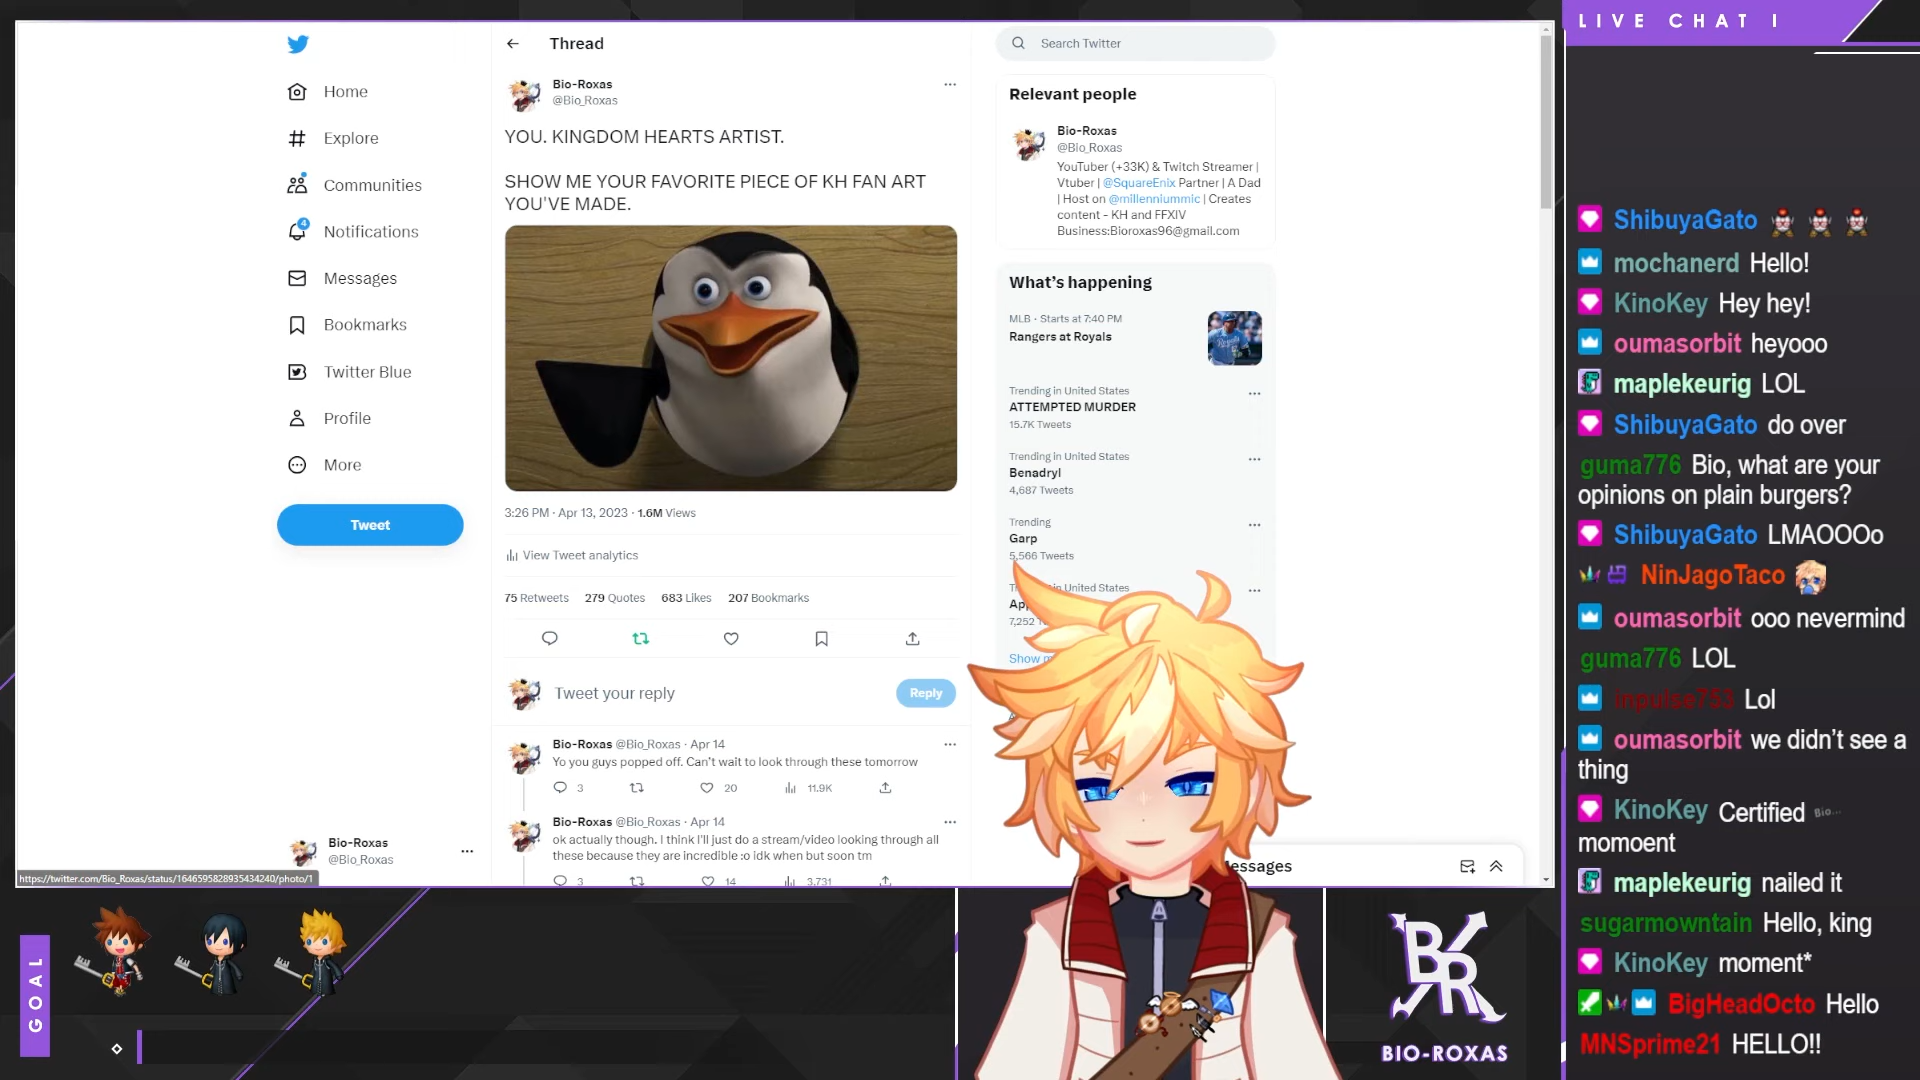 Home
Explore
Communities
4
Notifications
Messages
Bookmarks
Twitter Blue
Profile
More
Tweet
Bio-Roxas
@Bio_Roxas
https://twitter.com/Bio_Roxas/status/1646595828935434240/photo/1
Thread
Bio-Roxas
@Bio_Roxas
YOU. KINGDOM HEARTS ARTIST.
SHOW ME YOUR FAVORITE PIECE OF KH FAN ART
YOU'VE MADE.
3:26 PM · Apr 13, 2023 · 1.6M Views
View Tweet analytics
75 Retweets 279 Quotes 683 Likes 207 Bookmarks
Tweet your reply
Reply
Bio-Roxas @Bio_Roxas · Apr 14
Yo you guys popped off. Can't wait to look through these tomorrow
3 20 11.9K
Bio-Roxas @Bio_Roxas · Apr 14
ok actually though. I think I'll just do a stream/video looking through all
these because they are incredible :o idk when but soon tm
3 14 3,731
Search Twitter
Relevant people
Bio-Roxas
@Bio_Roxas
YouTuber (+33K) & Twitch Streamer |
Vtuber | @SquareEnix Partner | A Dad
| Host on @millenniummic | Creates
content - KH and FFXIV
Business:Bioroxas96@gmail.com
What's happening
MLB · Starts at 7:40 PM
Rangers at Royals
Trending in United States
ATTEMPTED MURDER
15.7K Tweets
Trending in United States
Benadryl
4,687 Tweets
Trending
Garp
5,566 Tweets
in United States
7,252
Show
essages
LIVE CHAT I
ShibuyaGato
mochanerd Hello!
KinoKey Hey hey!
oumasorbit heyooo
maplekeurig LOL
ShibuyaGato do over
guma776 Bio, what are your
opinions on plain burgers?
ShibuyaGato LMAOOOo
NinJagoTaco
oumasorbit ooo nevermind
guma776 LOL
inpulse753 Lol
oumasorbit we didn't see a
thing
KinoKey Certified Bio...
momoent
maplekeurig nailed it
sugarmowntain Hello, king
KinoKey moment*
BigHeadOcto Hello
MNSprime21 HELLO!!
GOAL
BR
BIO-ROXAS